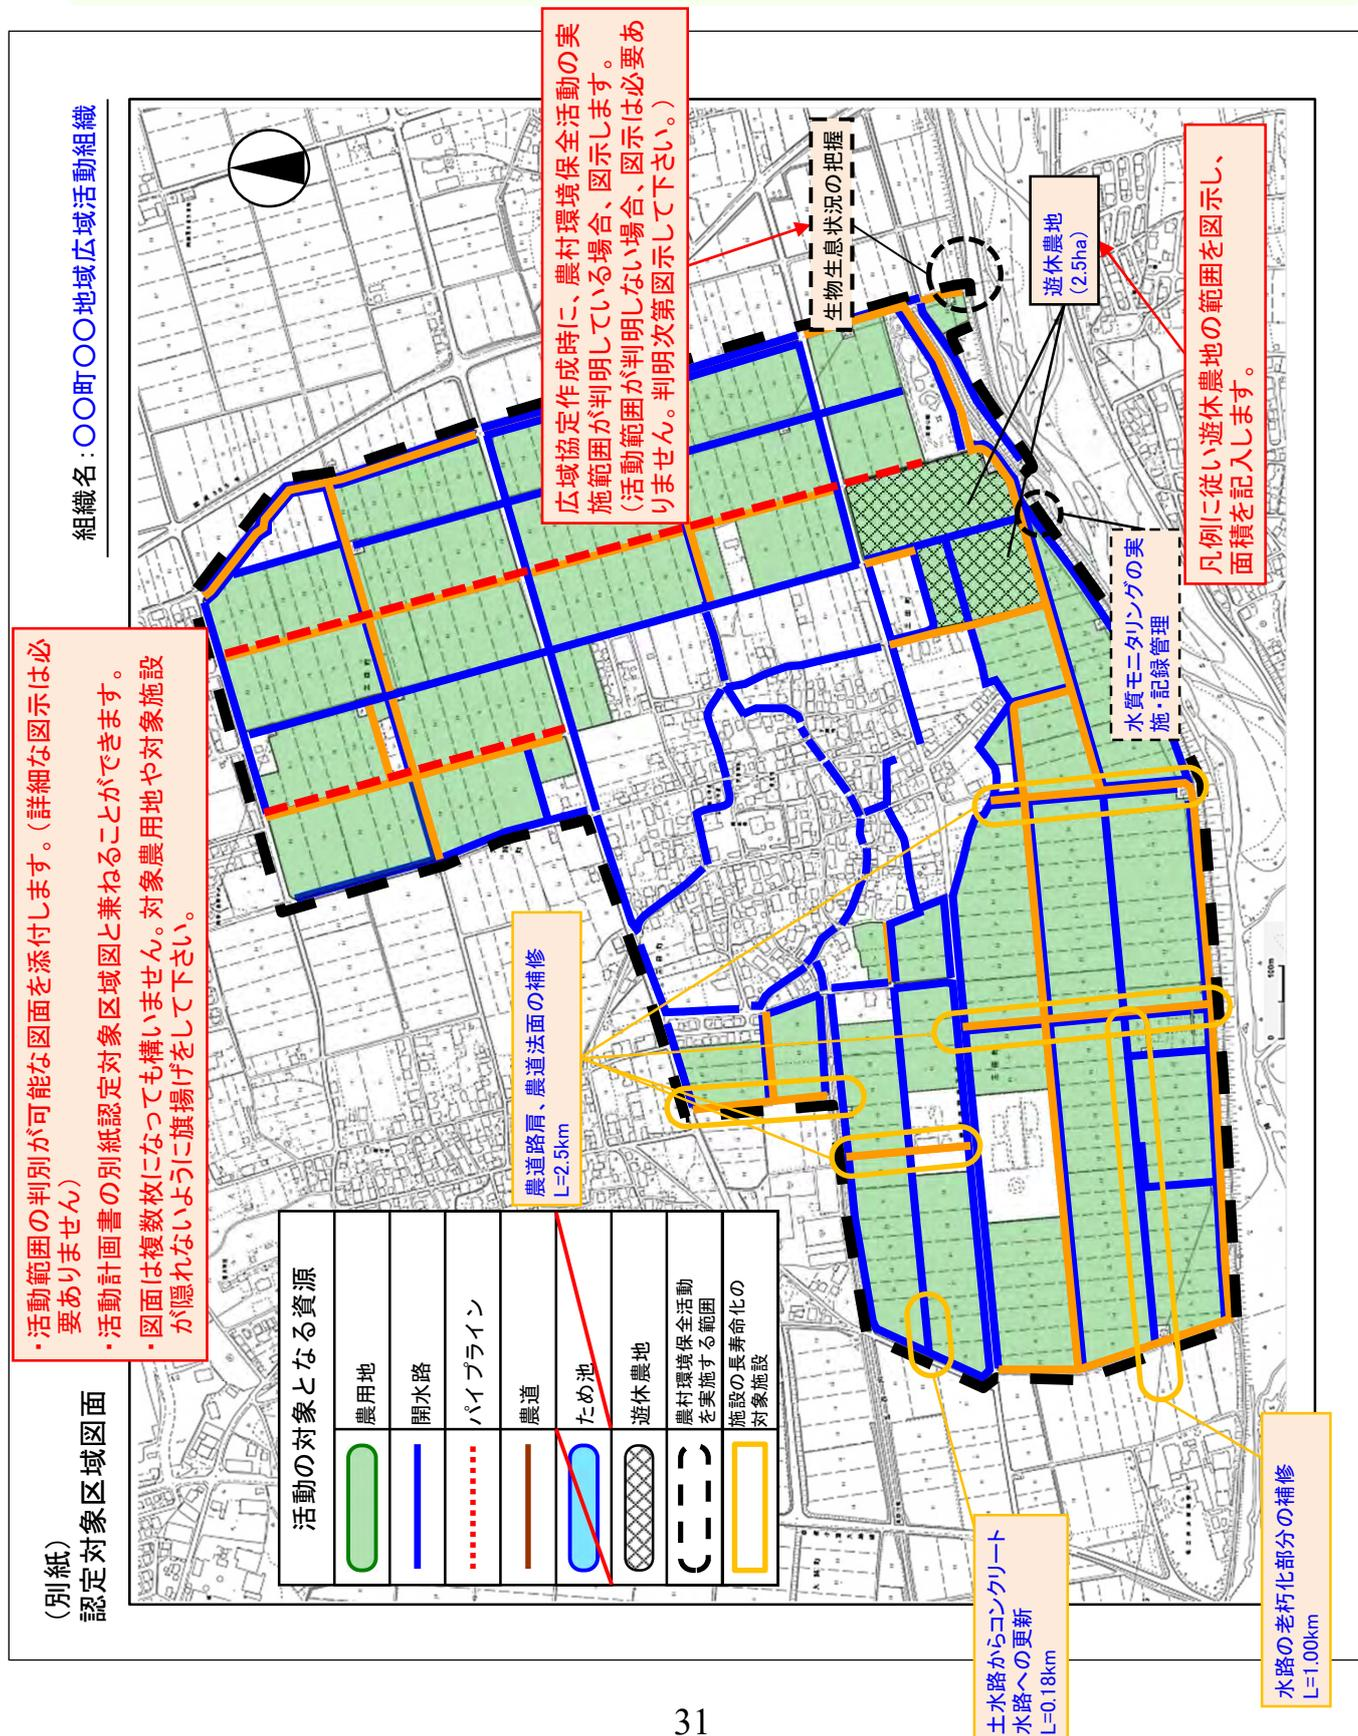 （別紙）
認定対象区域図面
組織名：〇〇町〇〇地域広域活動組織
・活動範囲の判別が可能な図面を添付します。（詳細な図示は必
要ありません）
・活動計画書の別紙認定対象区域図と兼ねることができます。
・図面は複数枚になっても構いません。対象農用地や対象施設
が隠れないように旗揚げをして下さい。
広域協定作成時に、農村環境保全活動の実
施範囲が判明している場合、図示します。
（活動範囲が判明しない場合、図示は必要あ
りません。判明次第図示して下さい。）
生物生息状況の把握
遊休農地
（2.5ha）
凡例に従い遊休農地の範囲を図示し、
面積を記入します。
水質モニタリングの実
施・記録管理
農道路肩、農道法面の補修
L=2.5km
活動の対象となる資源
農用地
開水路
パイプライン
農道
ため池
遊休農地
農村環境保全活動
を実施する範囲
施設の長寿命化の
対象施設
土水路からコンクリート
水路への更新
L=0.18km
水路の老朽化部分の補修
L=1.00km
0 100m
31